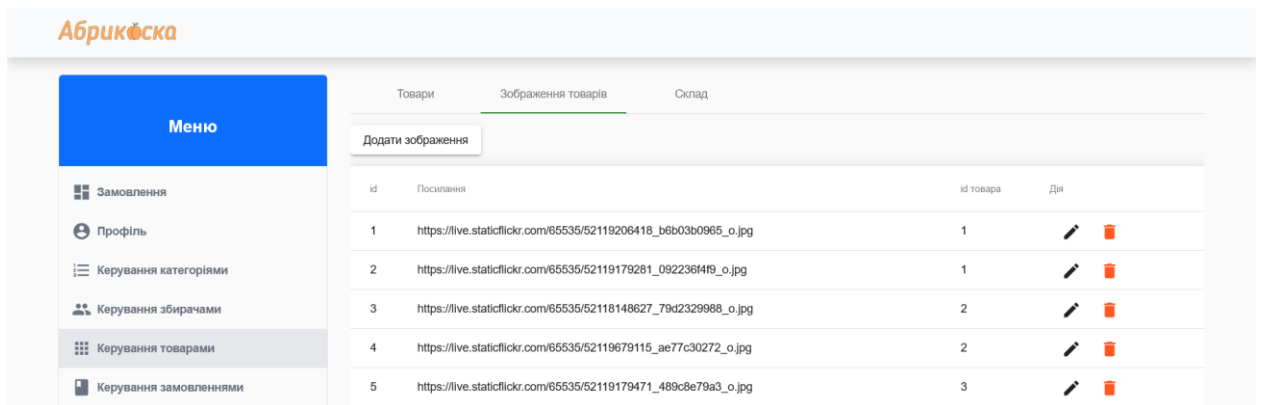 Абрикоска
Меню
Замовлення
Профіль
Керування категоріями
Керування збирачами
Керування товарами
Керування замовленнями
Товари Зображення товарів Склад
Додати зображення
id Посилання id товара Дія
1 https://live.staticflickr.com/65535/52119206418_b6b03b0965_o.jpg 1
2 https://live.staticflickr.com/65535/52119179281_092236f4f9_o.jpg 1
3 https://live.staticflickr.com/65535/52118148627_79d2329988_o.jpg 2
4 https://live.staticflickr.com/65535/52119679115_ae77c30272_o.jpg 2
5 https://live.staticflickr.com/65535/52119179471_489c8e79a3_o.jpg 3